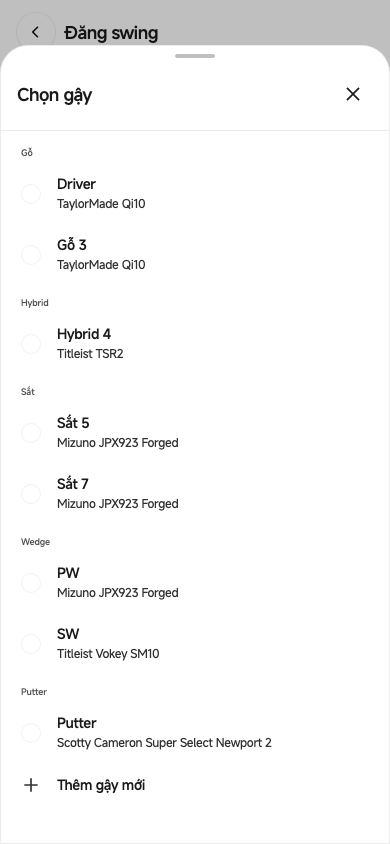 Đăng swing
Chọn gậy
Gỗ
Driver
TaylorMade Qi10
Gỗ 3
TaylorMade Qi10
Hybrid
Hybrid 4
Titleist TSR2
Sắt
Sắt 5
Mizuno JPX923 Forged
Sắt 7
Mizuno JPX923 Forged
Wedge
PW
Mizuno JPX923 Forged
SW
Titleist Vokey SM10
Putter
Putter
Scotty Cameron Super Select Newport 2
Thêm gậy mới